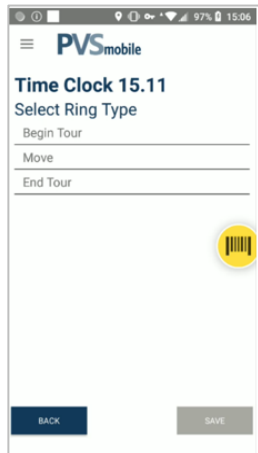 97% 15:06
PVSmobile
Time Clock 15.11
Select Ring Type
Begin Tour
Move
End Tour
BACK
SAVE